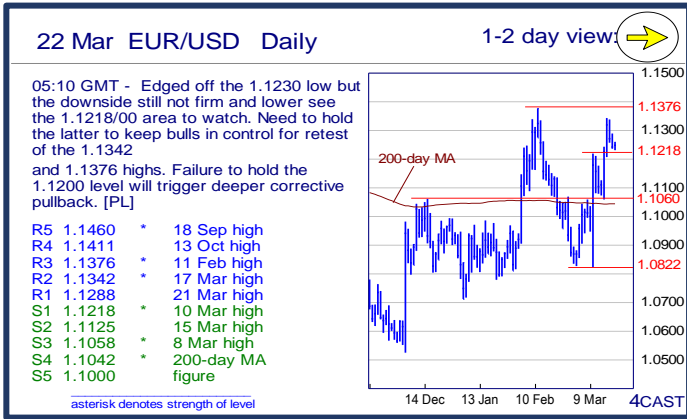 22 Mar EUR/USD Daily
1-2 day view:
05:10 GMT - Edged off the 1.1230 low but
the downside still not firm and lower see
the 1.1218/00 area to watch. Need to hold
the latter to keep bulls in control for retest
of the 1.1342
and 1.1376 highs. Failure to hold the
1.1200 level will trigger deeper corrective
pullback. [PL]
R5 1.1460 * 18 Sep high
R4 1.1411 13 Oct high
R3 1.1376 * 11 Feb high
R2 1.1342 * 17 Mar high
R1 1.1288 21 Mar high
S1 1.1218 * 10 Mar high
S2 1.1125 15 Mar high
S3 1.1058 * 8 Mar high
S4 1.1042 * 200-day MA
S5 1.1000 figure
asterisk denotes strength of level
200-day MA
1.1500
1.1376
1.1300
1.1218
1.1100
1.1060
1.1000
1.0900
1.0822
1.0700
1.0600
1.0500
14 Dec 13 Jan 10 Feb 9 Mar
4CAST